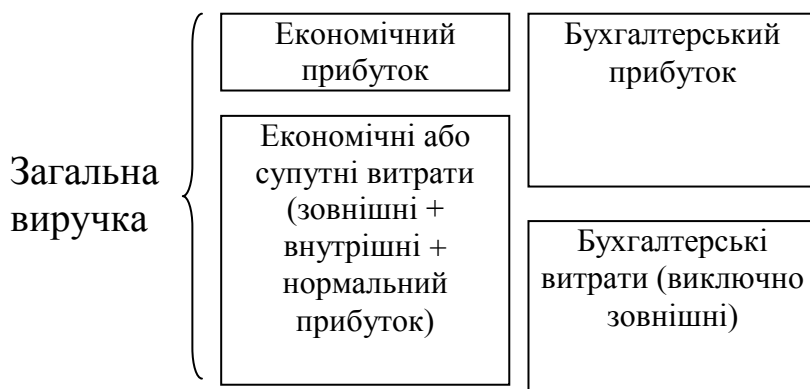 Загальна
виручка
Економічний
прибуток
Економічні або
супутні витрати
(зовнішні +
внутрішні +
нормальний
прибуток)
Бухгалтерський
прибуток
Бухгалтерські
витрати (виключно
зовнішні)